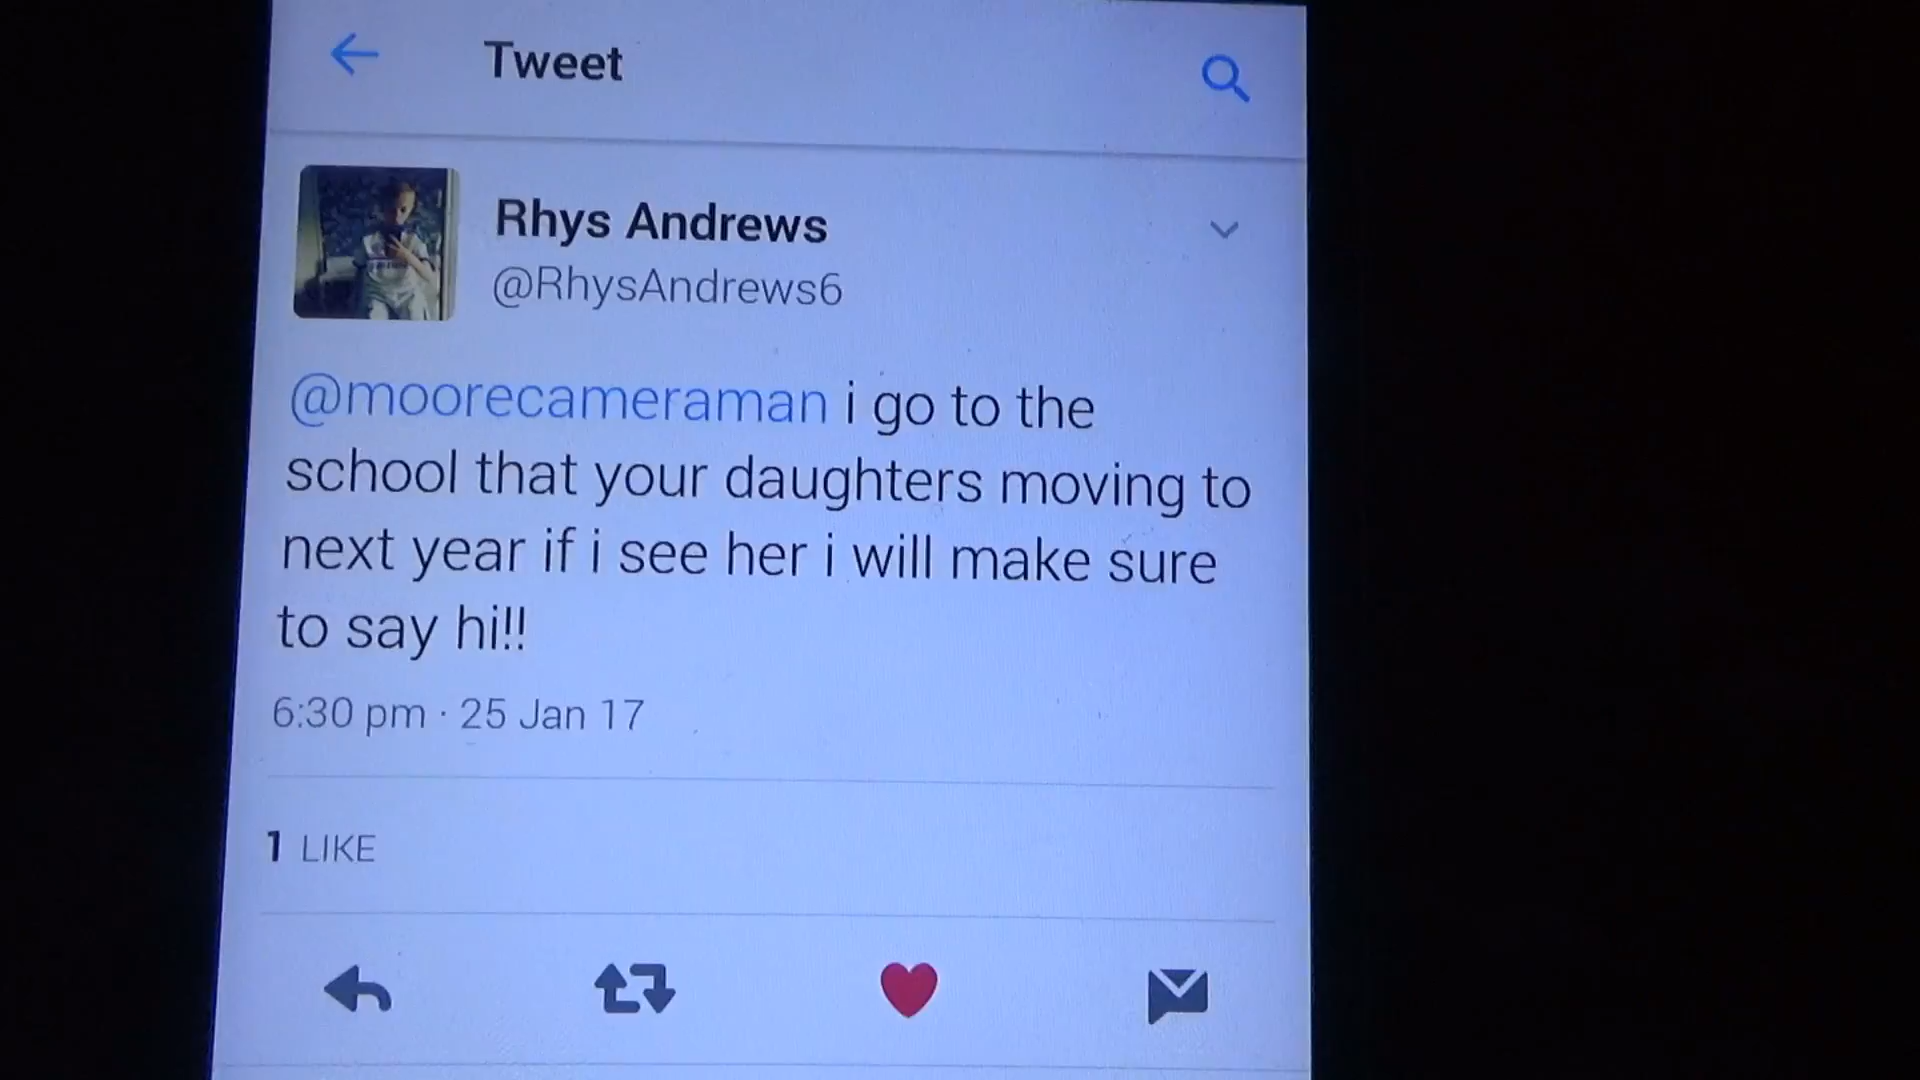 Tweet
Rhys Andrews
@RhysAndrews6
@moorecameraman i go to the
school that your daughters moving to
next year if i see her i will make sure
to say hi!!
6:30 pm · 25 Jan 17
1 LIKE